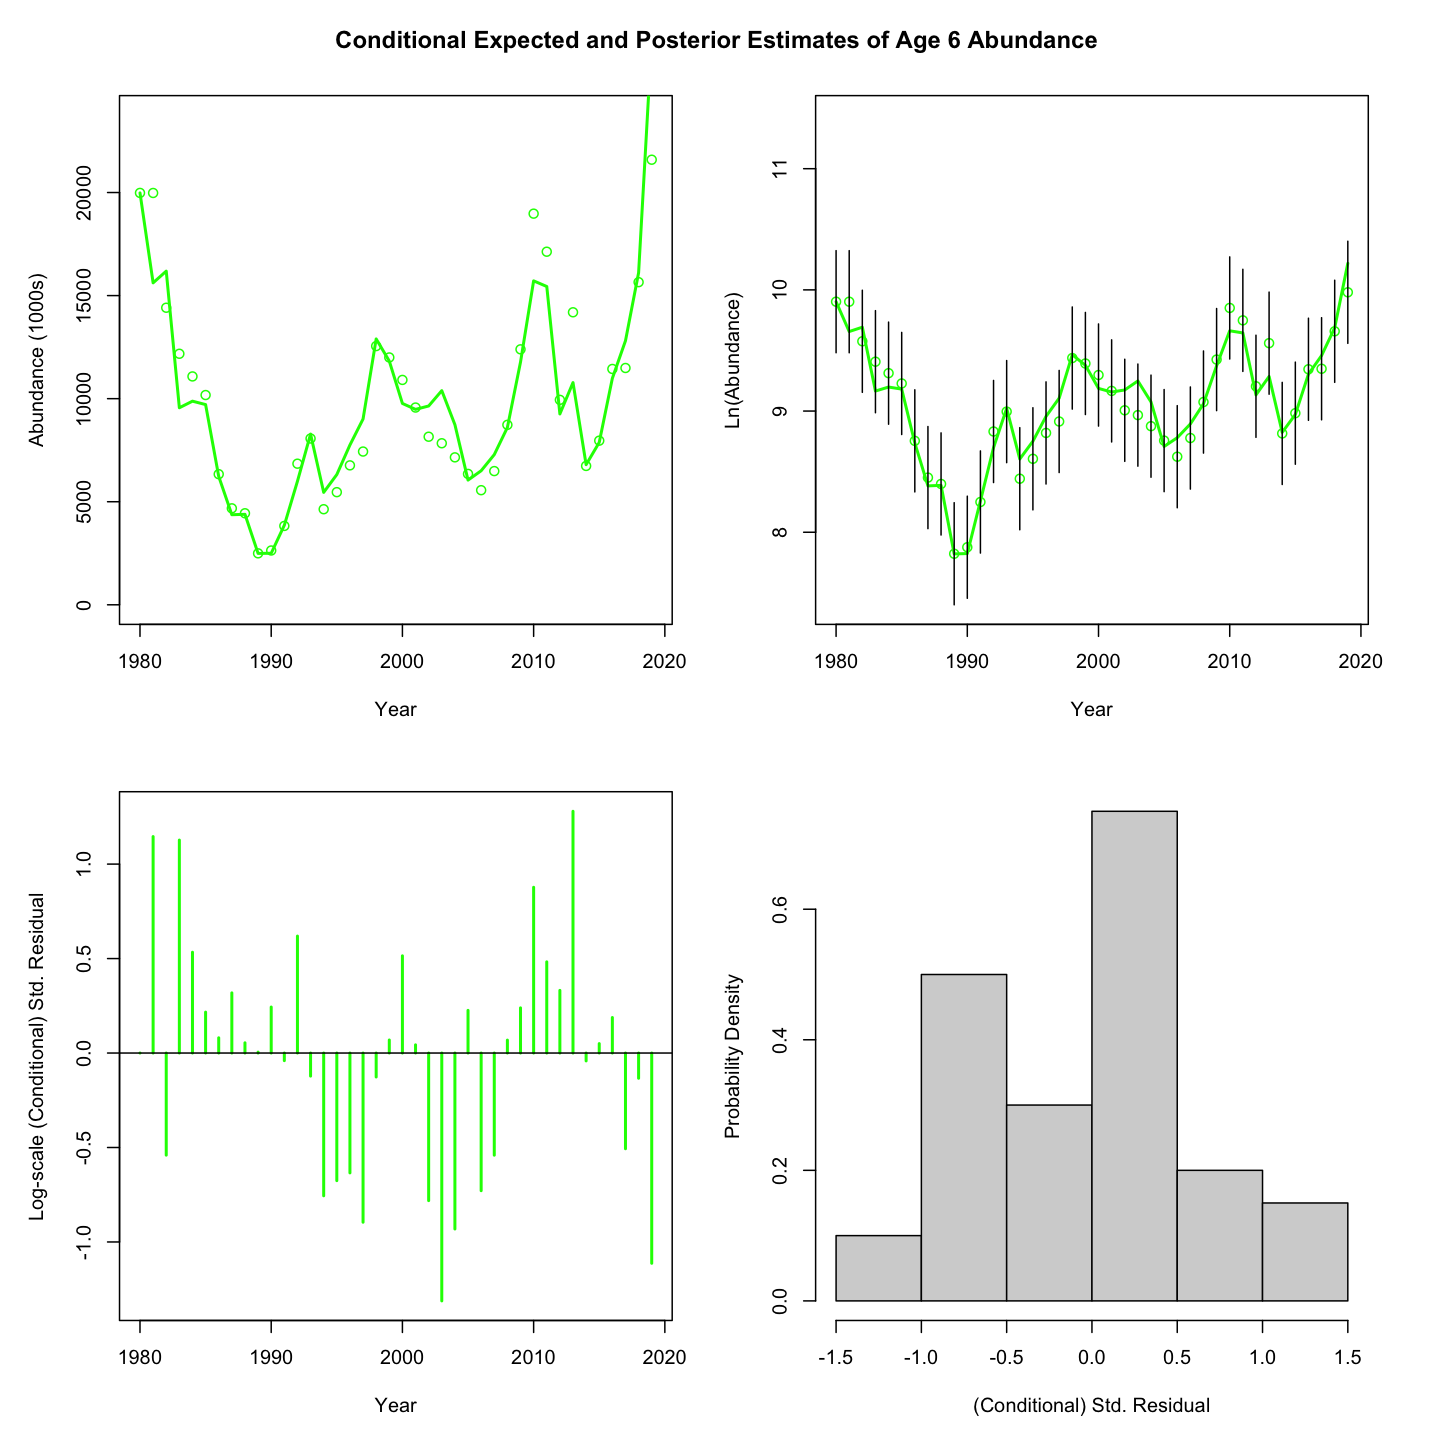 Conditional Expected and Posterior Estimates of Age 6 Abundance
Abundance (1000s)
20000
15000
10000
5000
0
1980 1990 2000 2010 2020
Year
Ln(Abundance)
11
10
9
8
1980 1990 2000 2010 2020
Year
Log-scale (Conditional) Std. Residual
1.0
0.5
0.0
-0.5
-1.0
1980 1990 2000 2010 2020
Year
Probability Density
0.6
0.4
0.2
0.0
-1.5 -1.0 -0.5 0.0 0.5 1.0 1.5
(Conditional) Std. Residual